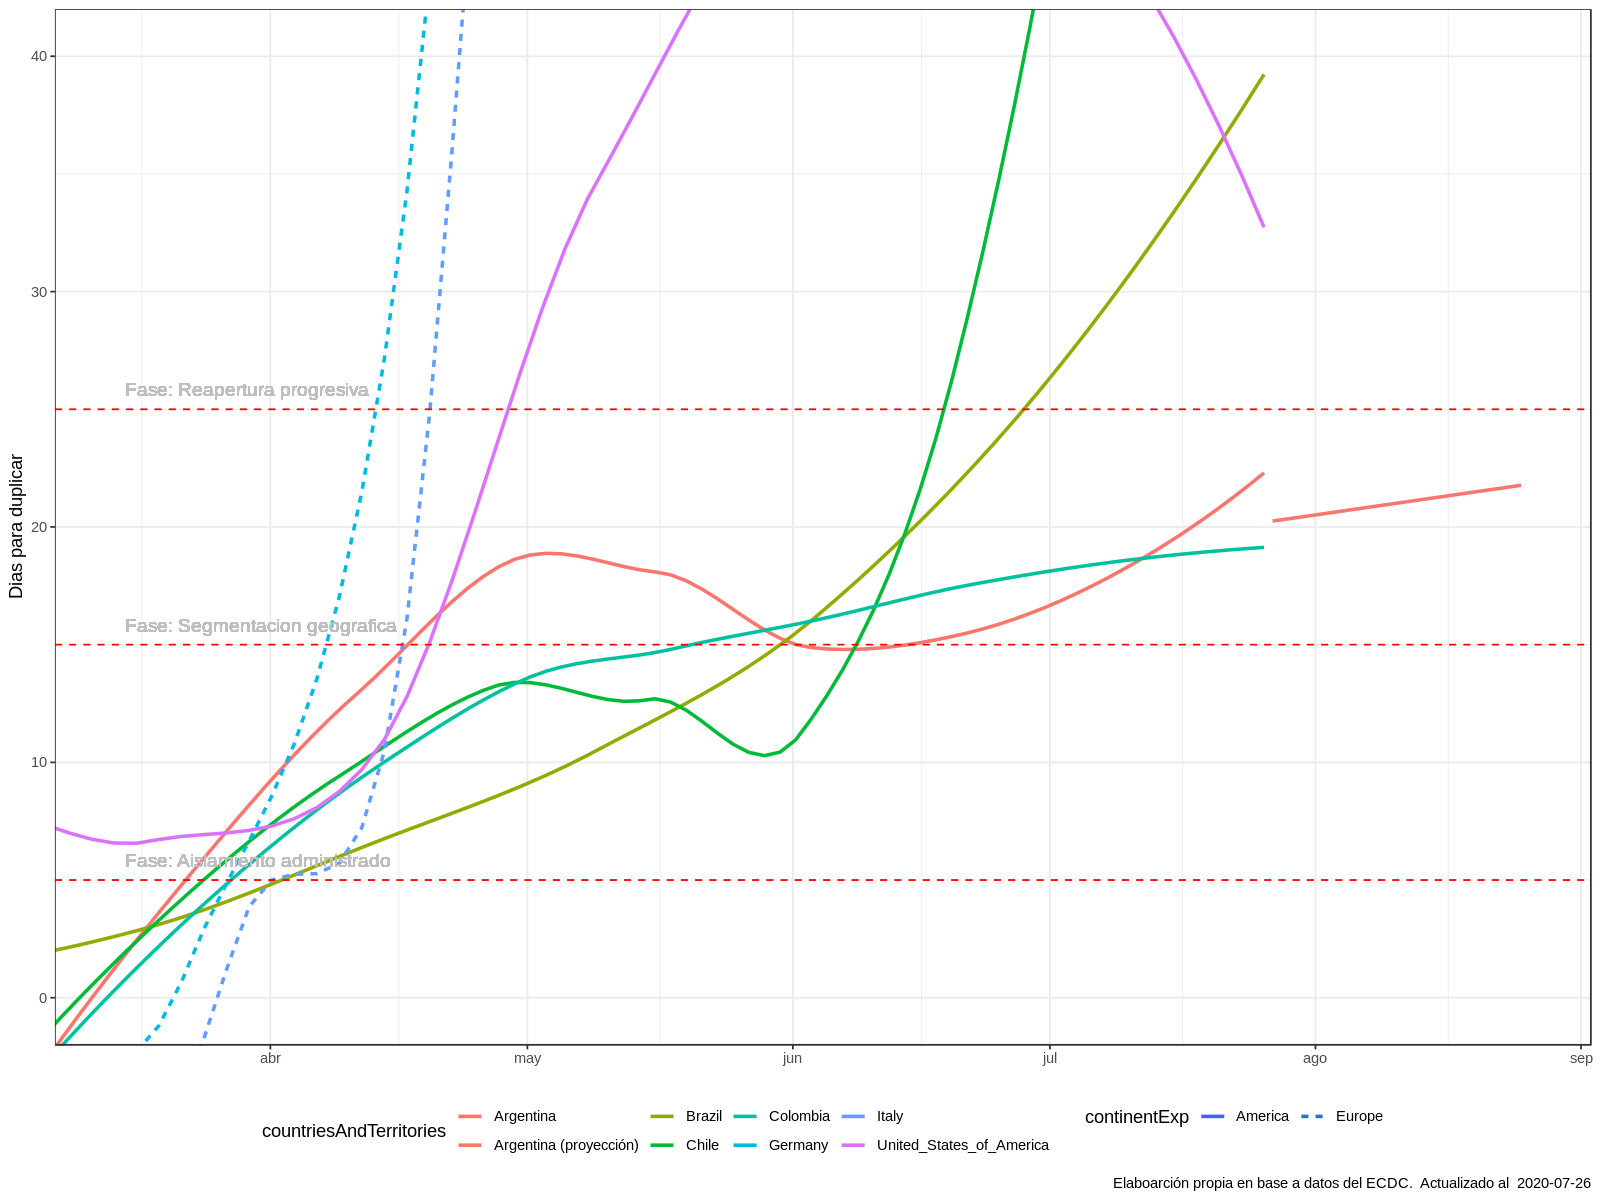 40
30
20
10
0
Dias para duplicar
Fase: Reapertura progresiva
Fase: Segmentacion geografica
Fase: Aislamiento administrado
abr may jun jul ago sep
countriesAndTerritories
Argentina Brazil Colombia Italy
Argentina (proyección) Chile Germany United_States_of_America
continentExp America Europe
Elaboarción propia en base a datos del ECDC. Actualizado al 2020-07-26